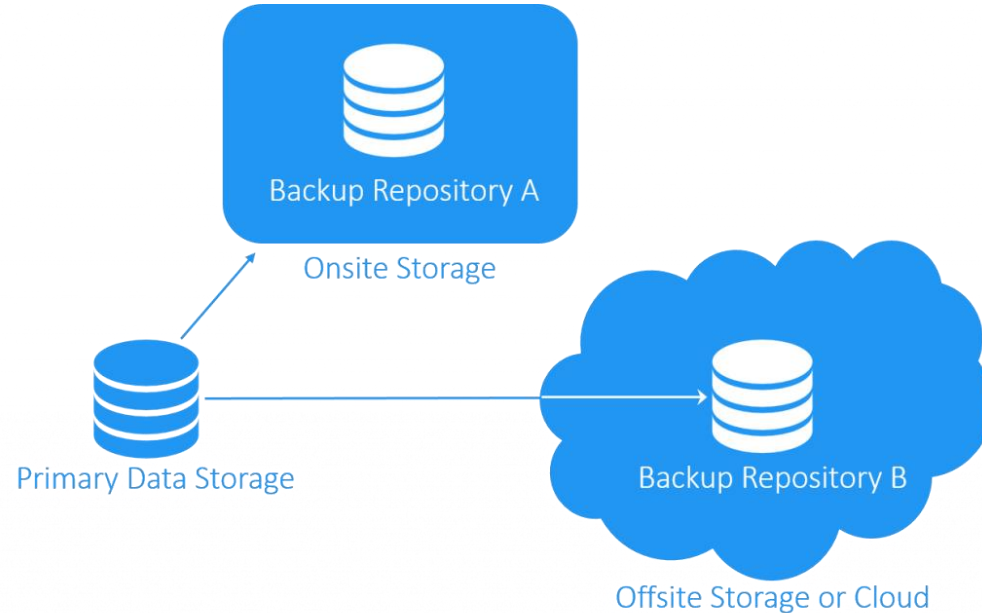 Backup Repository A
Onsite Storage
Primary Data Storage
Backup Repository B
Offsite Storage or Cloud